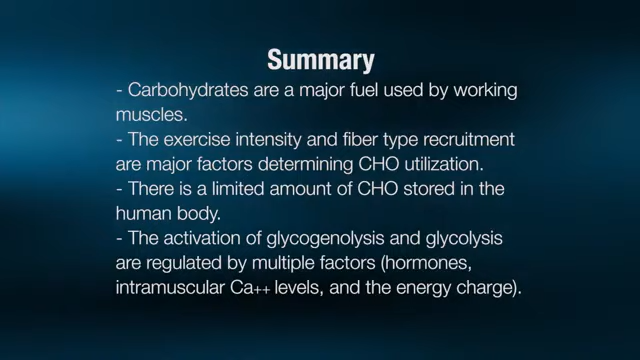 Summary
- Carbohydrates are a major fuel used by working
muscles.
- The exercise intensity and fiber type recruitment
are major factors determining CHO utilization.
- There is a limited amount of CHO stored in the
human body.
- The activation of glycogenolysis and glycolysis
are regulated by multiple factors (hormones,
intramuscular Ca++ levels, and the energy charge).